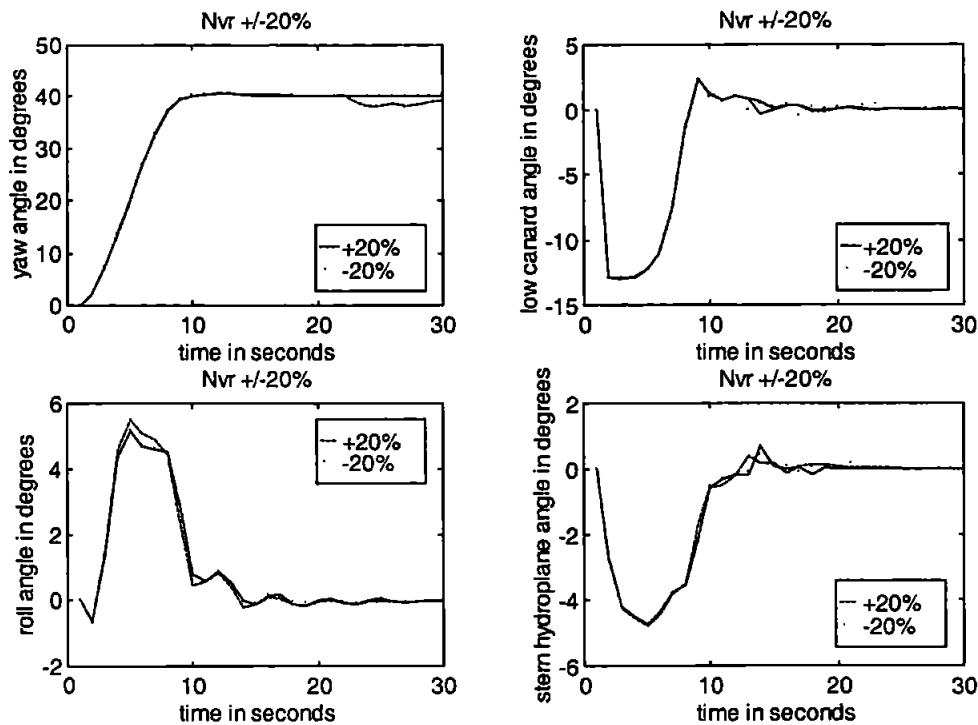 Nvr +/-20%
50
40
30
20
10
0
yaw angle in degrees
+20%
-20%
0 10 20 30
time in seconds
Nvr +/-20%
5
0
-5
-10
-15
low canard angle in degrees
+20%
-20%
0 10 20 30
time in seconds
Nvr +/-20%
6
4
2
0
-2
roll angle in degrees
+20%
-20%
0 10 20 30
time in seconds
Nvr +/-20%
2
0
-2
-4
-6
stern hydroplane angle in degrees
+20%
-20%
0 10 20 30
time in seconds